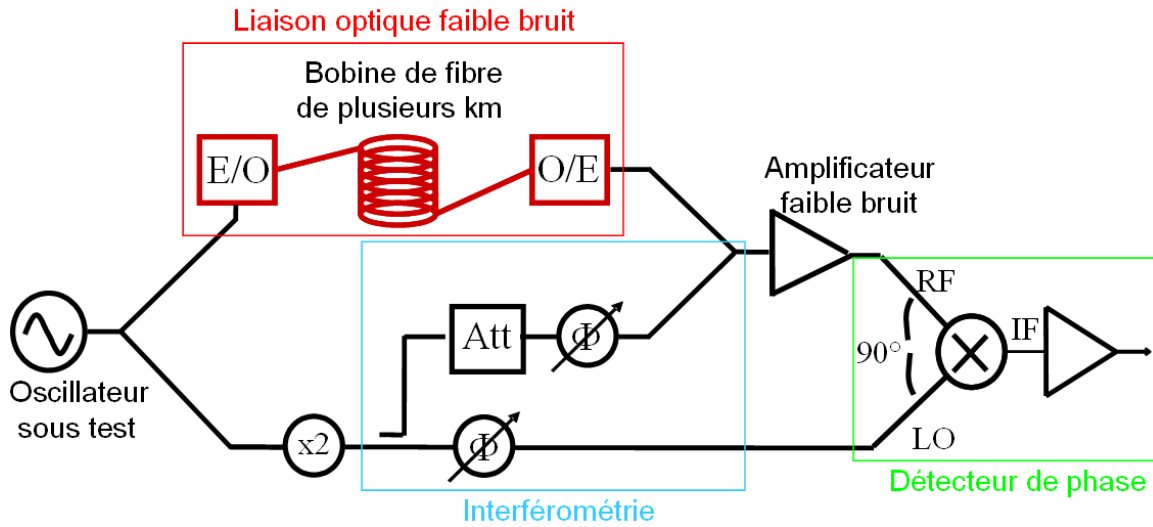 Liaison optique faible bruit
Bobine de fibre
de plusieurs km
E/O
O/E
Amplificateur
faible bruit
RF
Att
Φ
90°
IF
Oscillateur
sous test
x2
Φ
LO
Détecteur de phase
Interférométrie